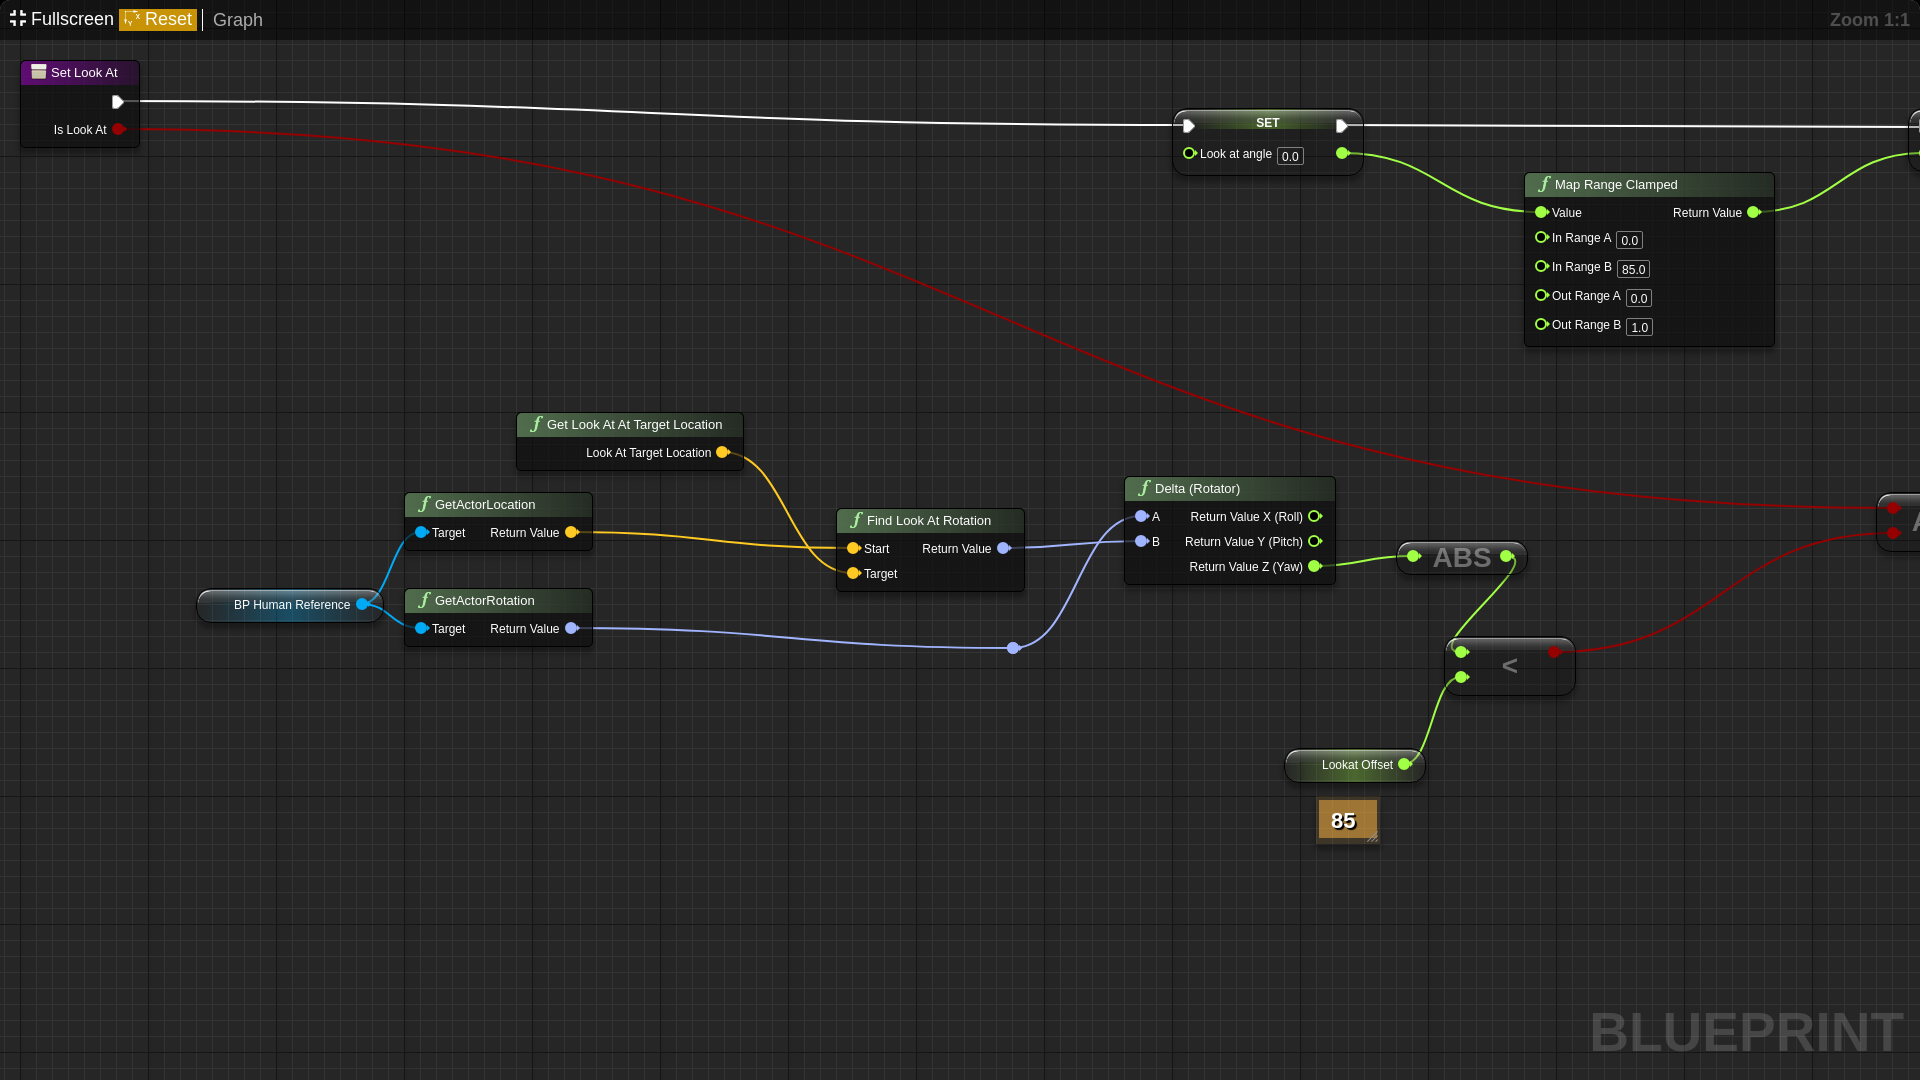 Fullscreen Reset Graph Zoom 1:1
Set Look At
Is Look At
SET
Look at angle 0.0
Map Range Clamped
Value Return Value
In Range A 0.0
In Range B 85.0
Out Range A 0.0
Out Range B 1.0
Get Look At At Target Location
Look At Target Location
GetActorLocation
Target Return Value
Find Look At Rotation
Start Return Value
Target
Delta (Rotator)
A Return Value X (Roll)
B Return Value Y (Pitch)
Return Value Z (Yaw)
ABS
BP Human Reference
GetActorRotation
Target Return Value
<
Lookat Offset
85
BLUEPRINT